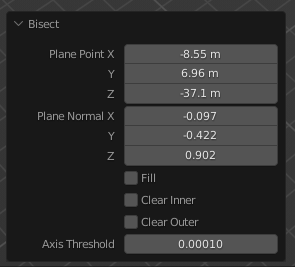 Bisect
Plane Point X -8.55 m
Y 6.96 m
Z -37.1 m
Plane Normal X -0.097
Y -0.422
Z 0.902
Fill
Clear Inner
Clear Outer
Axis Threshold 0.00010